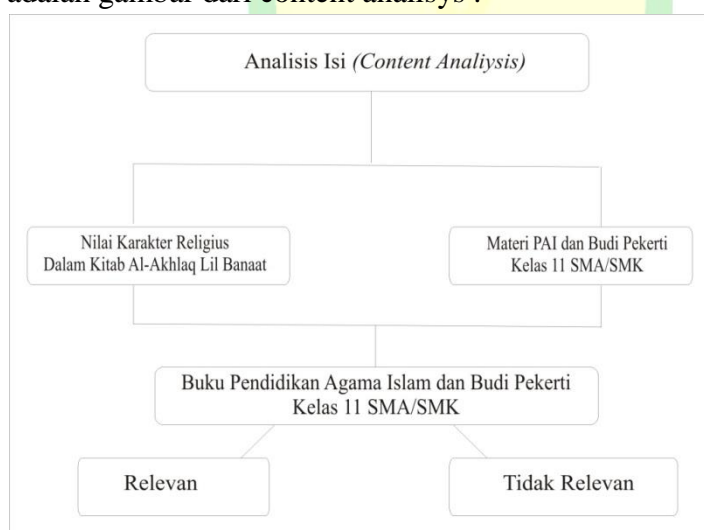 adalah gambar dari content analisys :
Analisis Isi (Content Analiysis)
Nilai Karakter Religius
Dalam Kitab Al-Akhlaq Lil Banaat
Materi PAI dan Budi Pekerti
Kelas 11 SMA/SMK
Buku Pendidikan Agama Islam dan Budi Pekerti
Kelas 11 SMA/SMK
Relevan
Tidak Relevan